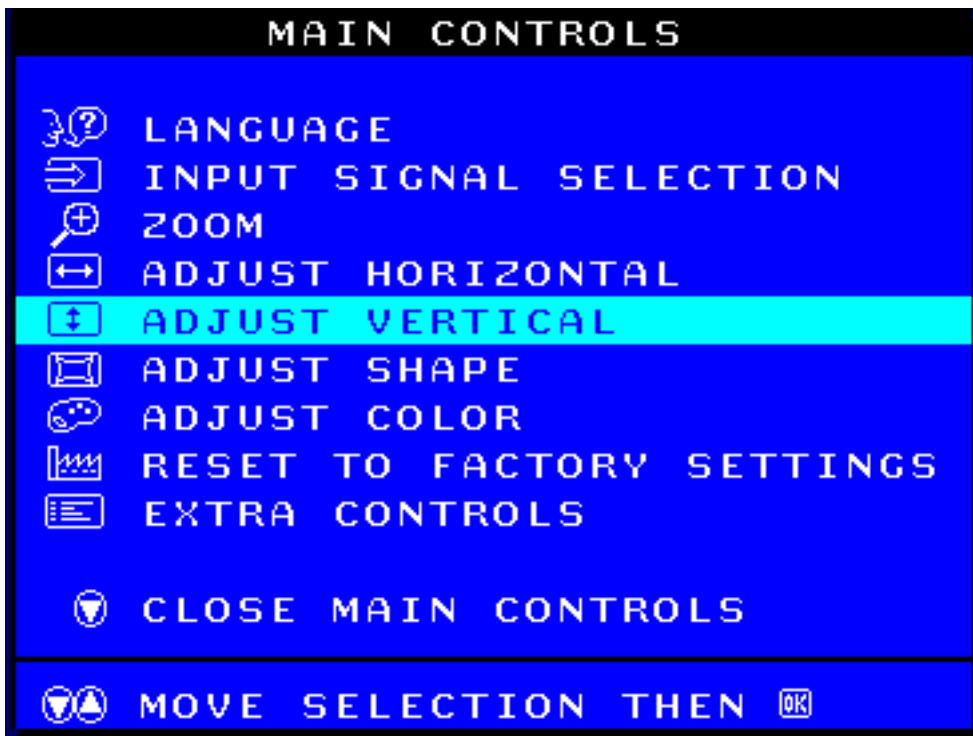 MAIN CONTROLS
LANGUAGE
INPUT SIGNAL SELECTION
ZOOM
ADJUST HORIZONTAL
ADJUST VERTICAL
ADJUST SHAPE
ADJUST COLOR
RESET TO FACTORY SETTINGS
EXTRA CONTROLS
CLOSE MAIN CONTROLS
MOVE SELECTION THEN OK